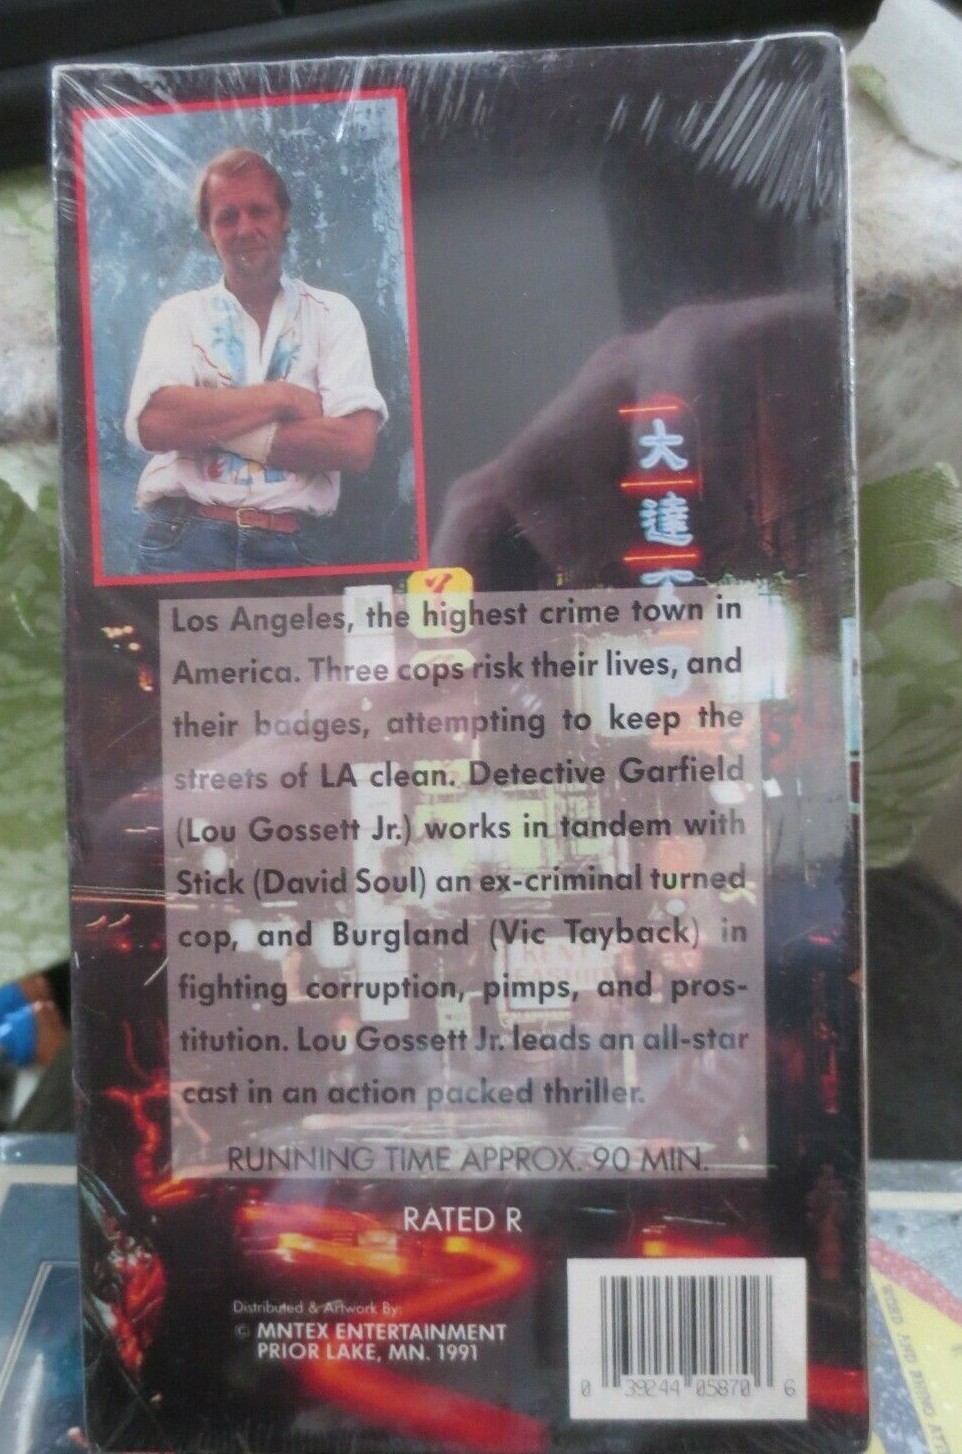 大
達
Los Angeles, the highest crime town in
America. Three cops risk their lives, and
their badges, attempting to keep the
streets of LA clean. Detective Garfield
(Lou Gossett Jr.) works in tandem with
Stick (David Soul) an ex-criminal turned
cop, and Burgland (Vic Tayback) in
fighting corruption, pimps, and pros-
titution. Lou Gossett Jr. leads an all-star
cast in an action packed thriller.
RUNNING TIME APPROX. 90 MIN.
RATED R
Distributed & Artwork By:
© MNTEX ENTERTAINMENT
PRIOR LAKE, MN. 1991
0 39244 05870 6